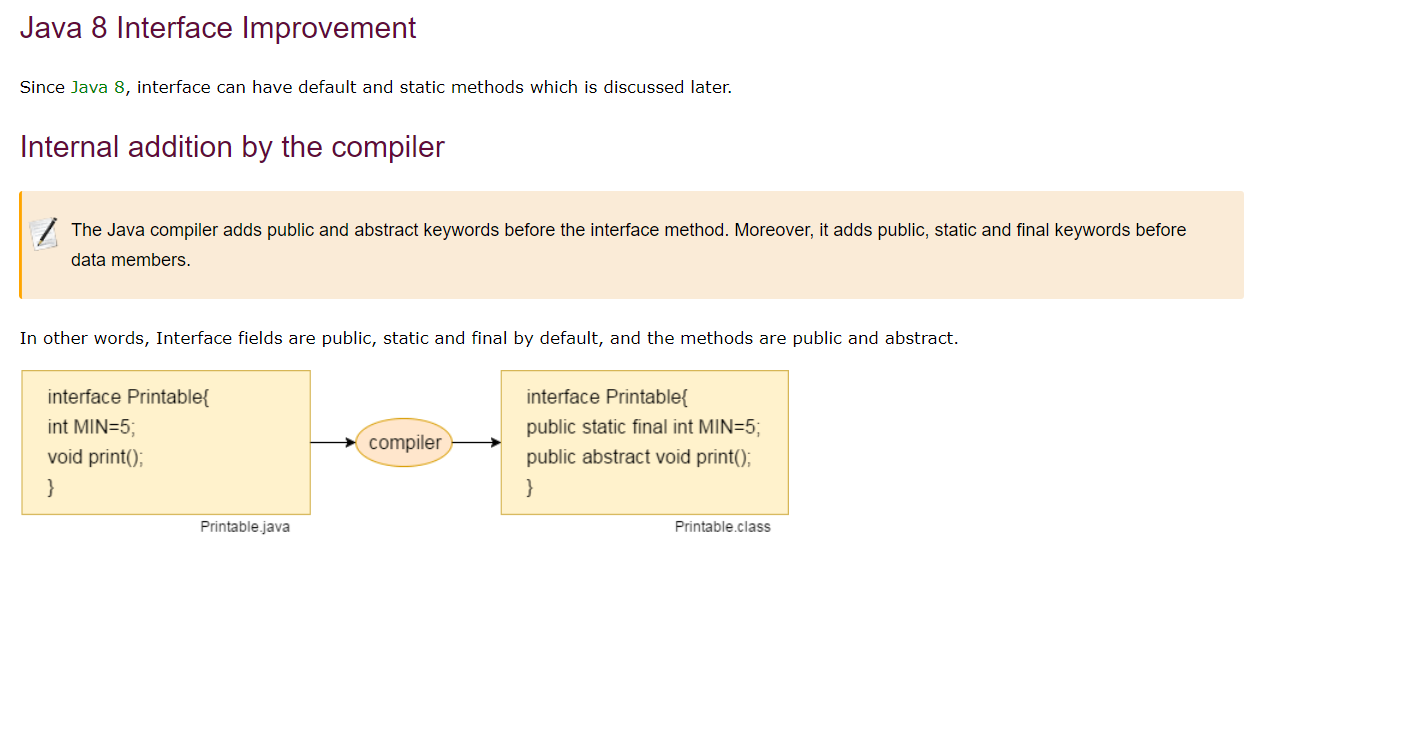 Java 8 Interface Improvement
Since Java 8, interface can have default and static methods which is discussed later.
Internal addition by the compiler
The Java compiler adds public and abstract keywords before the interface method. Moreover, it adds public, static and final keywords before
data members.
In other words, Interface fields are public, static and final by default, and the methods are public and abstract.
interface Printable{
int MIN=5;
void print();
}
Printable.java
compiler
interface Printable{
public static final int MIN=5;
public abstract void print();
}
Printable.class